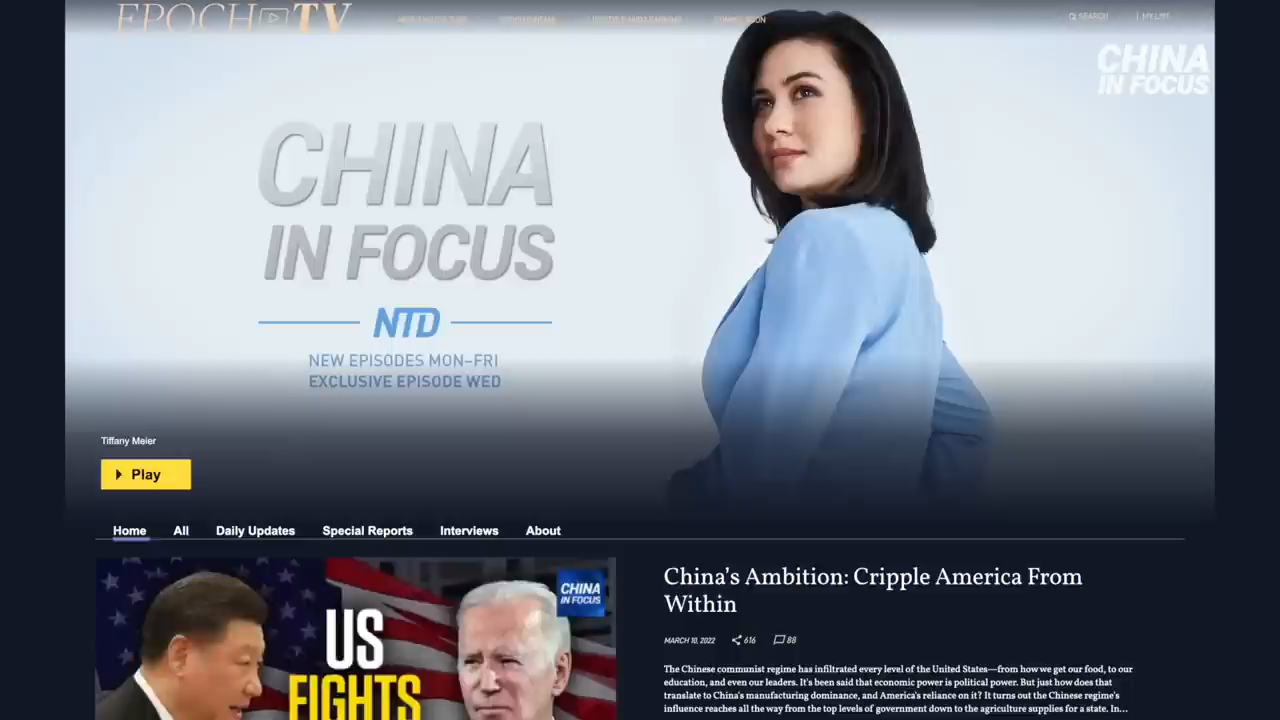 EPOCH TV
SEARCH
MY LIST
CHINA
IN FOCUS
CHINA
IN FOCUS
NTD
NEW EPISODES MON–FRI
EXCLUSIVE EPISODE WED
Tiffany Meier
Play
Home All Daily Updates Special Reports Interviews About
CHINA
IN FOCUS
US
FIGHTS
China's Ambition: Cripple America From
Within
MARCH 10, 2022 616 88
The Chinese communist regime has infiltrated every level of the United States—from how we get our food, to our
education, and even our leaders. It's been said that economic power is political power. But just how does that
translate to China's manufacturing dominance, and America's reliance on it? It turns out the Chinese regime's
influence reaches all the way from the top levels of government down to the agriculture supplies for a state. In...